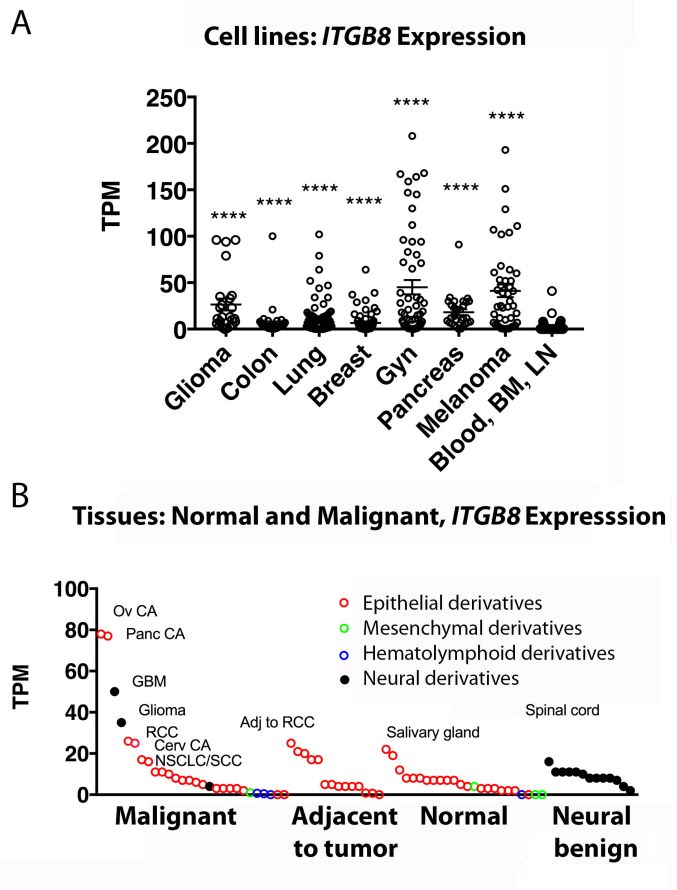 A
Cell lines: ITGB8 Expression
TPM
250
200
150
100
50
0
****
****
****
****
****
****
****
Glioma
Colon
Lung
Breast
Gyn
Pancreas
Melanoma
Blood, BM, LN
B
Tissues: Normal and Malignant, ITGB8 Expresssion
TPM
100
80
60
40
20
0
Ov CA
Panc CA
GBM
Glioma
RCC
Cerv CA
NSCLC/SCC
Adj to RCC
Salivary gland
Spinal cord
Epithelial derivatives
Mesenchymal derivatives
Hematolymphoid derivatives
Neural derivatives
Malignant
Adjacent
to tumor
Normal
Neural
benign